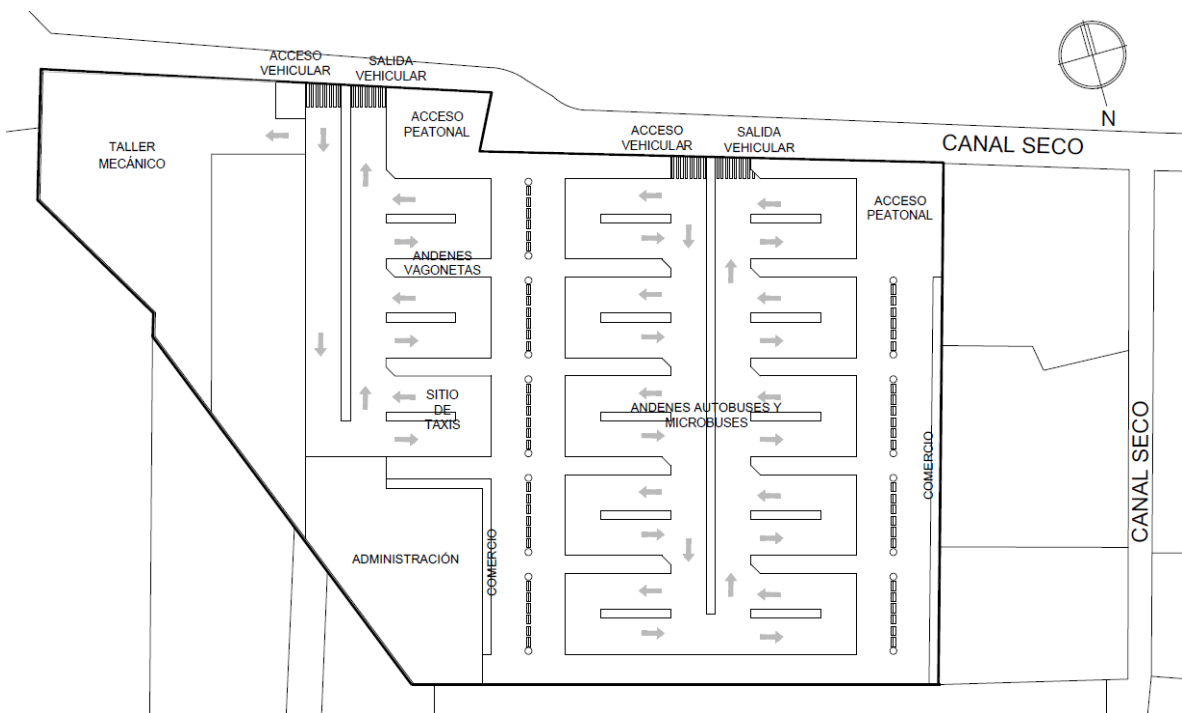 ACCESO
VEHICULAR
SALIDA
VEHICULAR
ACCESO
PEATONAL
TALLER
MECÁNICO
ACCESO
VEHICULAR
SALIDA
VEHICULAR
N
CANAL SECO
ACCESO
PEATONAL
ANDENES
VAGONETAS
SITIO
DE
TAXIS
ANDENES AUTOBUSES Y
MICROBUSES
COMERCIO
CANAL SECO
ADMINISTRACIÓN
COMERCIO